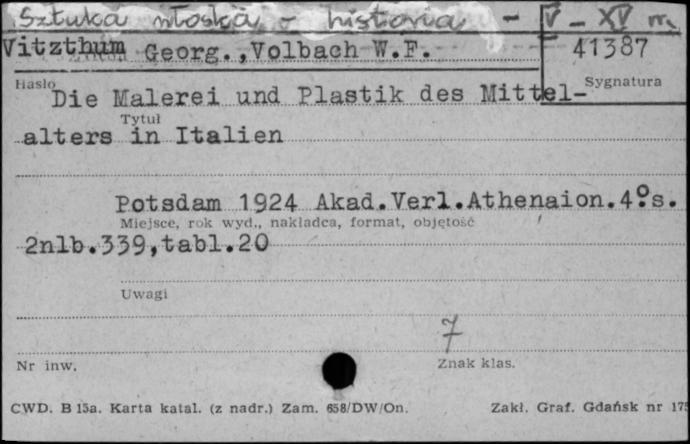 Sztuka włoska - historia - V - XV w.
Vitzthum Georg., Volbach W.F. 41387
Hasło Sygnatura
Die Malerei und Plastik des Mittel-
Tytuł
alters in Italien
Potsdam 1924 Akad.Verl.Athenaion.4°.s.
Miejsce, rok wyd., nakładca, format, objętość
2nlb.339,tabl.20
Uwagi
7
Nr inw. Znak klas.
CWD. B 15a. Karta katal. (z nadr.) Zam. 658/DW/On. Zakł. Graf. Gdańsk nr 175